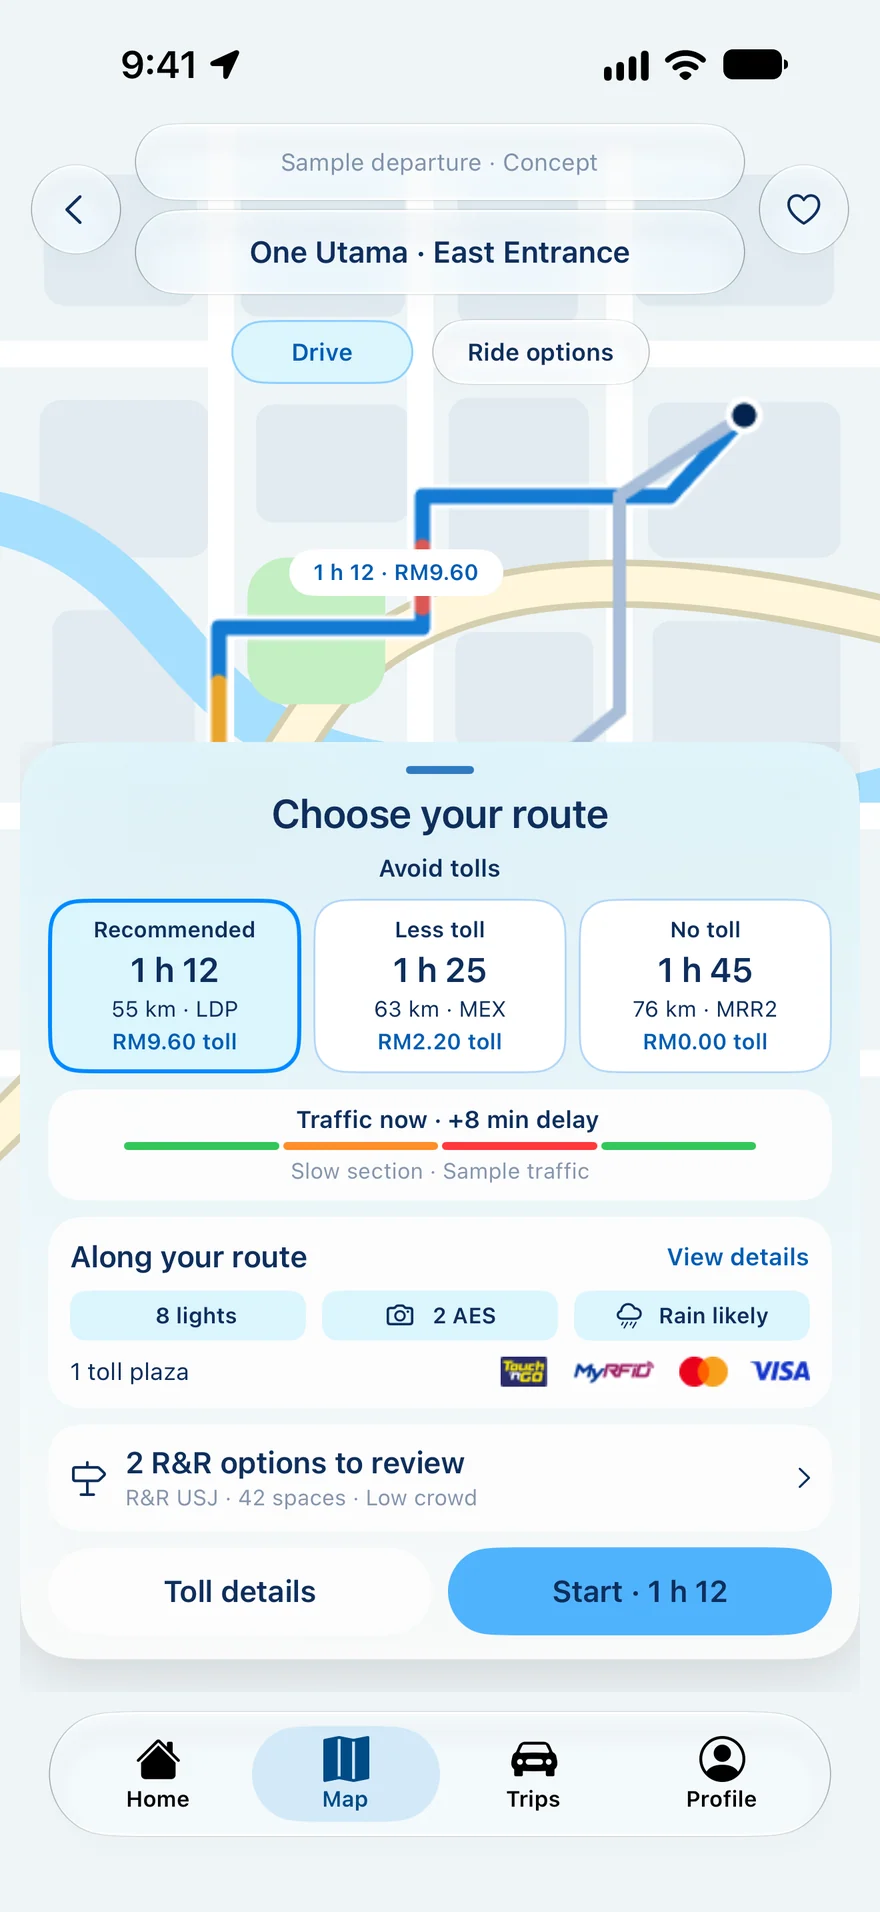 9:41
Sample departure · Concept
One Utama · East Entrance
Drive
Ride options
1 h 12 · RM9.60
Choose your route
Avoid tolls
Recommended
1 h 12
55 km · LDP
RM9.60 toll
Less toll
1 h 25
63 km · MEX
RM2.20 toll
No toll
1 h 45
76 km · MRR2
RM0.00 toll
Traffic now · +8 min delay
Slow section · Sample traffic
Along your route
View details
8 lights
2 AES
Rain likely
1 toll plaza
Touch 'n GO
MyRFID
VISA
2 R&R options to review
R&R USJ · 42 spaces · Low crowd
Toll details
Start · 1 h 12
Home
Map
Trips
Profile